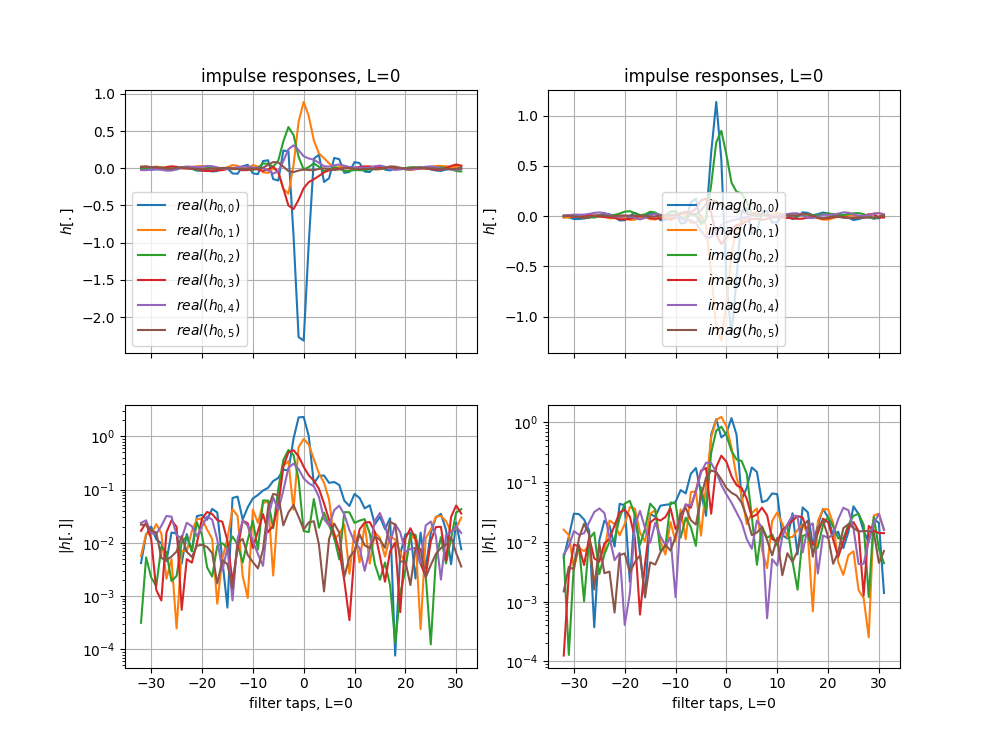 impulse responses, L=0
1.0
0.5
0.0
−0.5
−1.0
−1.5
−2.0
h[.]
real(h0,0)
real(h0,1)
real(h0,2)
real(h0,3)
real(h0,4)
real(h0,5)
impulse responses, L=0
1.0
0.5
0.0
−0.5
−1.0
h[.]
imag(h0,0)
imag(h0,1)
imag(h0,2)
imag(h0,3)
imag(h0,4)
imag(h0,5)
10^0
10^−1
10^−2
10^−3
10^−4
|h[.]|
−30 −20 −10 0 10 20 30
filter taps, L=0
10^0
10^−1
10^−2
10^−3
10^−4
|h[.]|
−30 −20 −10 0 10 20 30
filter taps, L=0